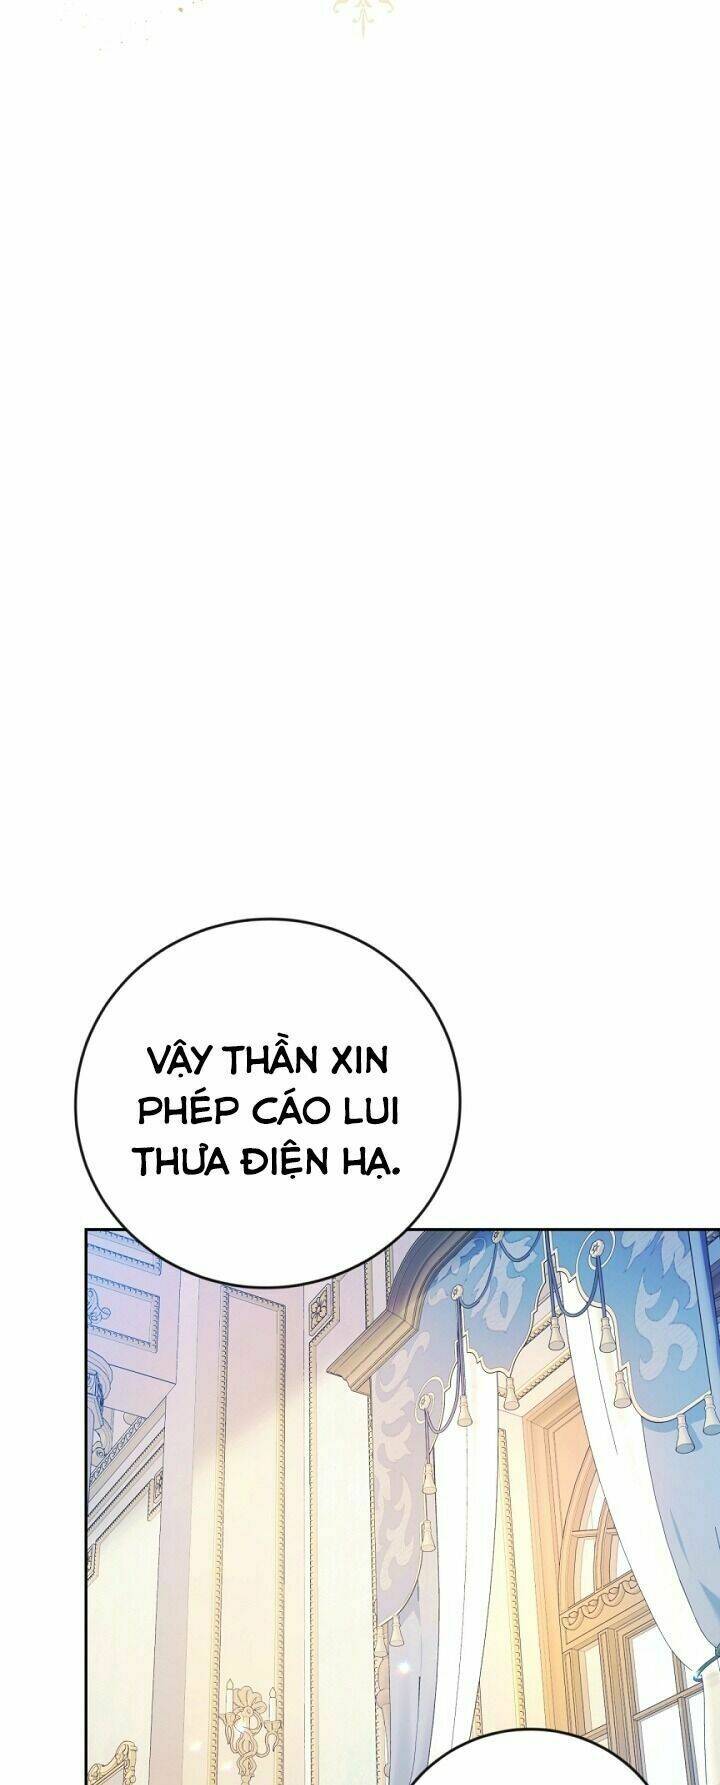 VẬY THẦN XIN
PHÉP CÁO LUI
THƯA ĐIỆN HẠ.